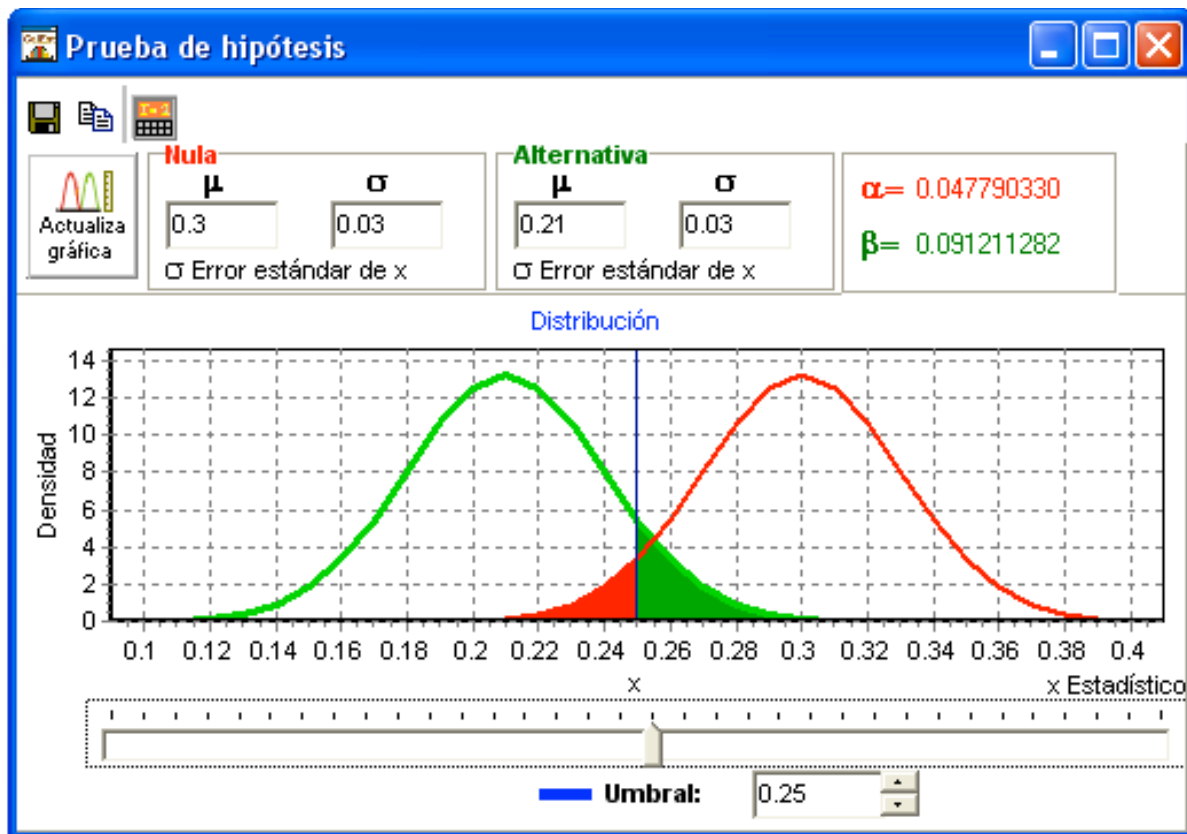 Prueba de hipótesis
Nula
μ σ
0.3 0.03
σ Error estándar de x
Alternativa
μ σ
0.21 0.03
σ Error estándar de x
α= 0.047790330
β= 0.091211282
Actualiza
gráfica
Distribución
Densidad
14
12
10
8
6
4
2
0
0.1 0.12 0.14 0.16 0.18 0.2 0.22 0.24 0.26 0.28 0.3 0.32 0.34 0.36 0.38 0.4
x
x Estadístico
Umbral: 0.25